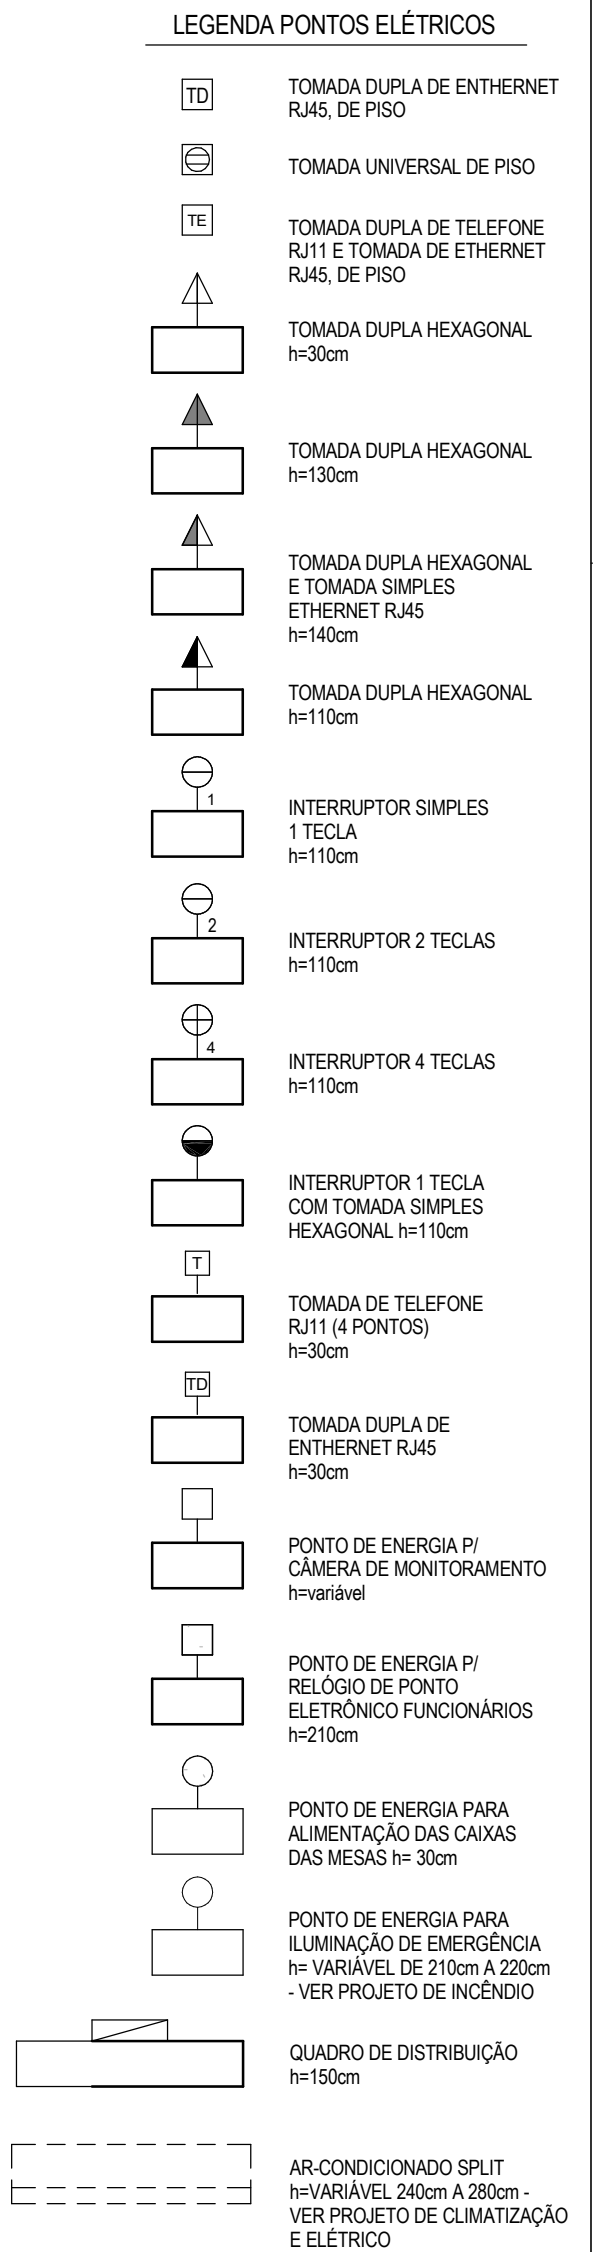 LEGENDA PONTOS ELÉTRICOS
TD
TOMADA DUPLA DE ENTHERNET
RJ45, DE PISO
TOMADA UNIVERSAL DE PISO
TE
TOMADA DUPLA DE TELEFONE
RJ11 E TOMADA DE ETHERNET
RJ45, DE PISO
TOMADA DUPLA HEXAGONAL
h=30cm
TOMADA DUPLA HEXAGONAL
h=130cm
TOMADA DUPLA HEXAGONAL
E TOMADA SIMPLES
ETHERNET RJ45
h=140cm
TOMADA DUPLA HEXAGONAL
h=110cm
1
INTERRUPTOR SIMPLES
1 TECLA
h=110cm
2
INTERRUPTOR 2 TECLAS
h=110cm
4
INTERRUPTOR 4 TECLAS
h=110cm
INTERRUPTOR 1 TECLA
COM TOMADA SIMPLES
HEXAGONAL h=110cm
T
TOMADA DE TELEFONE
RJ11 (4 PONTOS)
h=30cm
TD
TOMADA DUPLA DE
ENTHERNET RJ45
h=30cm
PONTO DE ENERGIA P/
CÂMERA DE MONITORAMENTO
h=variável
PONTO DE ENERGIA P/
RELÓGIO DE PONTO
ELETRÔNICO FUNCIONÁRIOS
h=210cm
PONTO DE ENERGIA PARA
ALIMENTAÇÃO DAS CAIXAS
DAS MESAS h= 30cm
PONTO DE ENERGIA PARA
ILUMINAÇÃO DE EMERGÊNCIA
h= VARIÁVEL DE 210cm A 220cm
- VER PROJETO DE INCÊNDIO
QUADRO DE DISTRIBUIÇÃO
h=150cm
AR-CONDICIONADO SPLIT
h=VARIÁVEL 240cm A 280cm -
VER PROJETO DE CLIMATIZAÇÃO
E ELÉTRICO